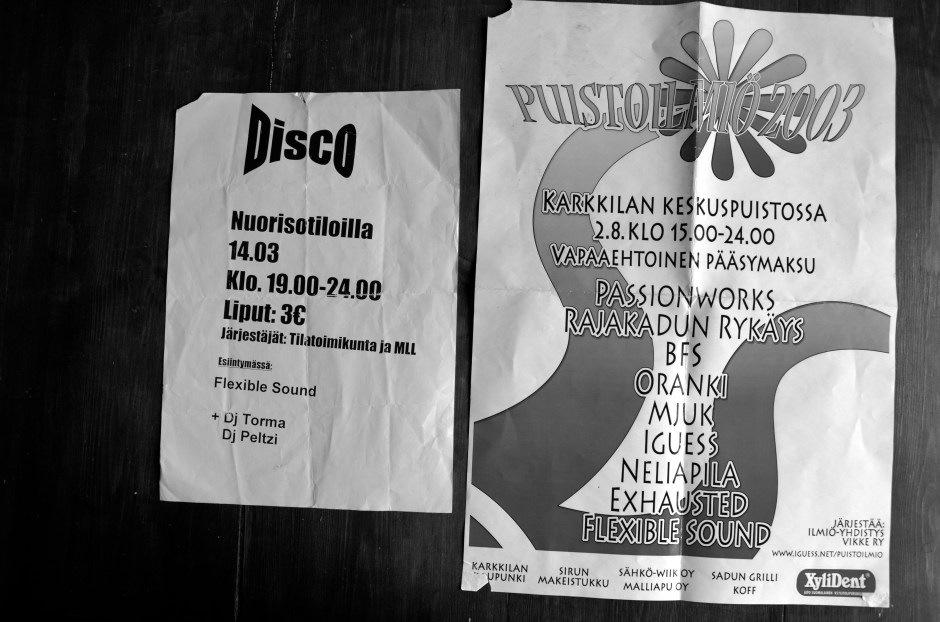 Disco
Nuorisotiloilla
14.03
Klo. 19.00-24.00
Liput: 3€
Järjestäjät: Tilatoimikunta ja MLL
Esiintymässä:
Flexible Sound
+ Dj Torma
Dj Peltzi
PUISTOILMIÖ 2003
KARKKILAN KESKUSPUISTOSSA
2.8. KLO 15.00-24.00
VAPAAEHTOINEN PÄÄSYMAKSU
PASSIONWORKS
RAJAKADUN RYKÄYS
BFS
ORANKI
MJUK
IGUESS
NELIAPILA
EXHAUSTED
FLEXIBLE SOUND
JÄRJESTÄÄ:
ILMIÖ-YHDISTYS
VIKKE RY
WWW.IGUESS.NET/PUISTOILMIO
KARKKILAN
KAUPUNKI
SIRUN
MAKEISTUKKU
SÄHKÖ-WIIK OY
MALLIAPU OY
SADUN GRILLI
KOFF
XyliDent®